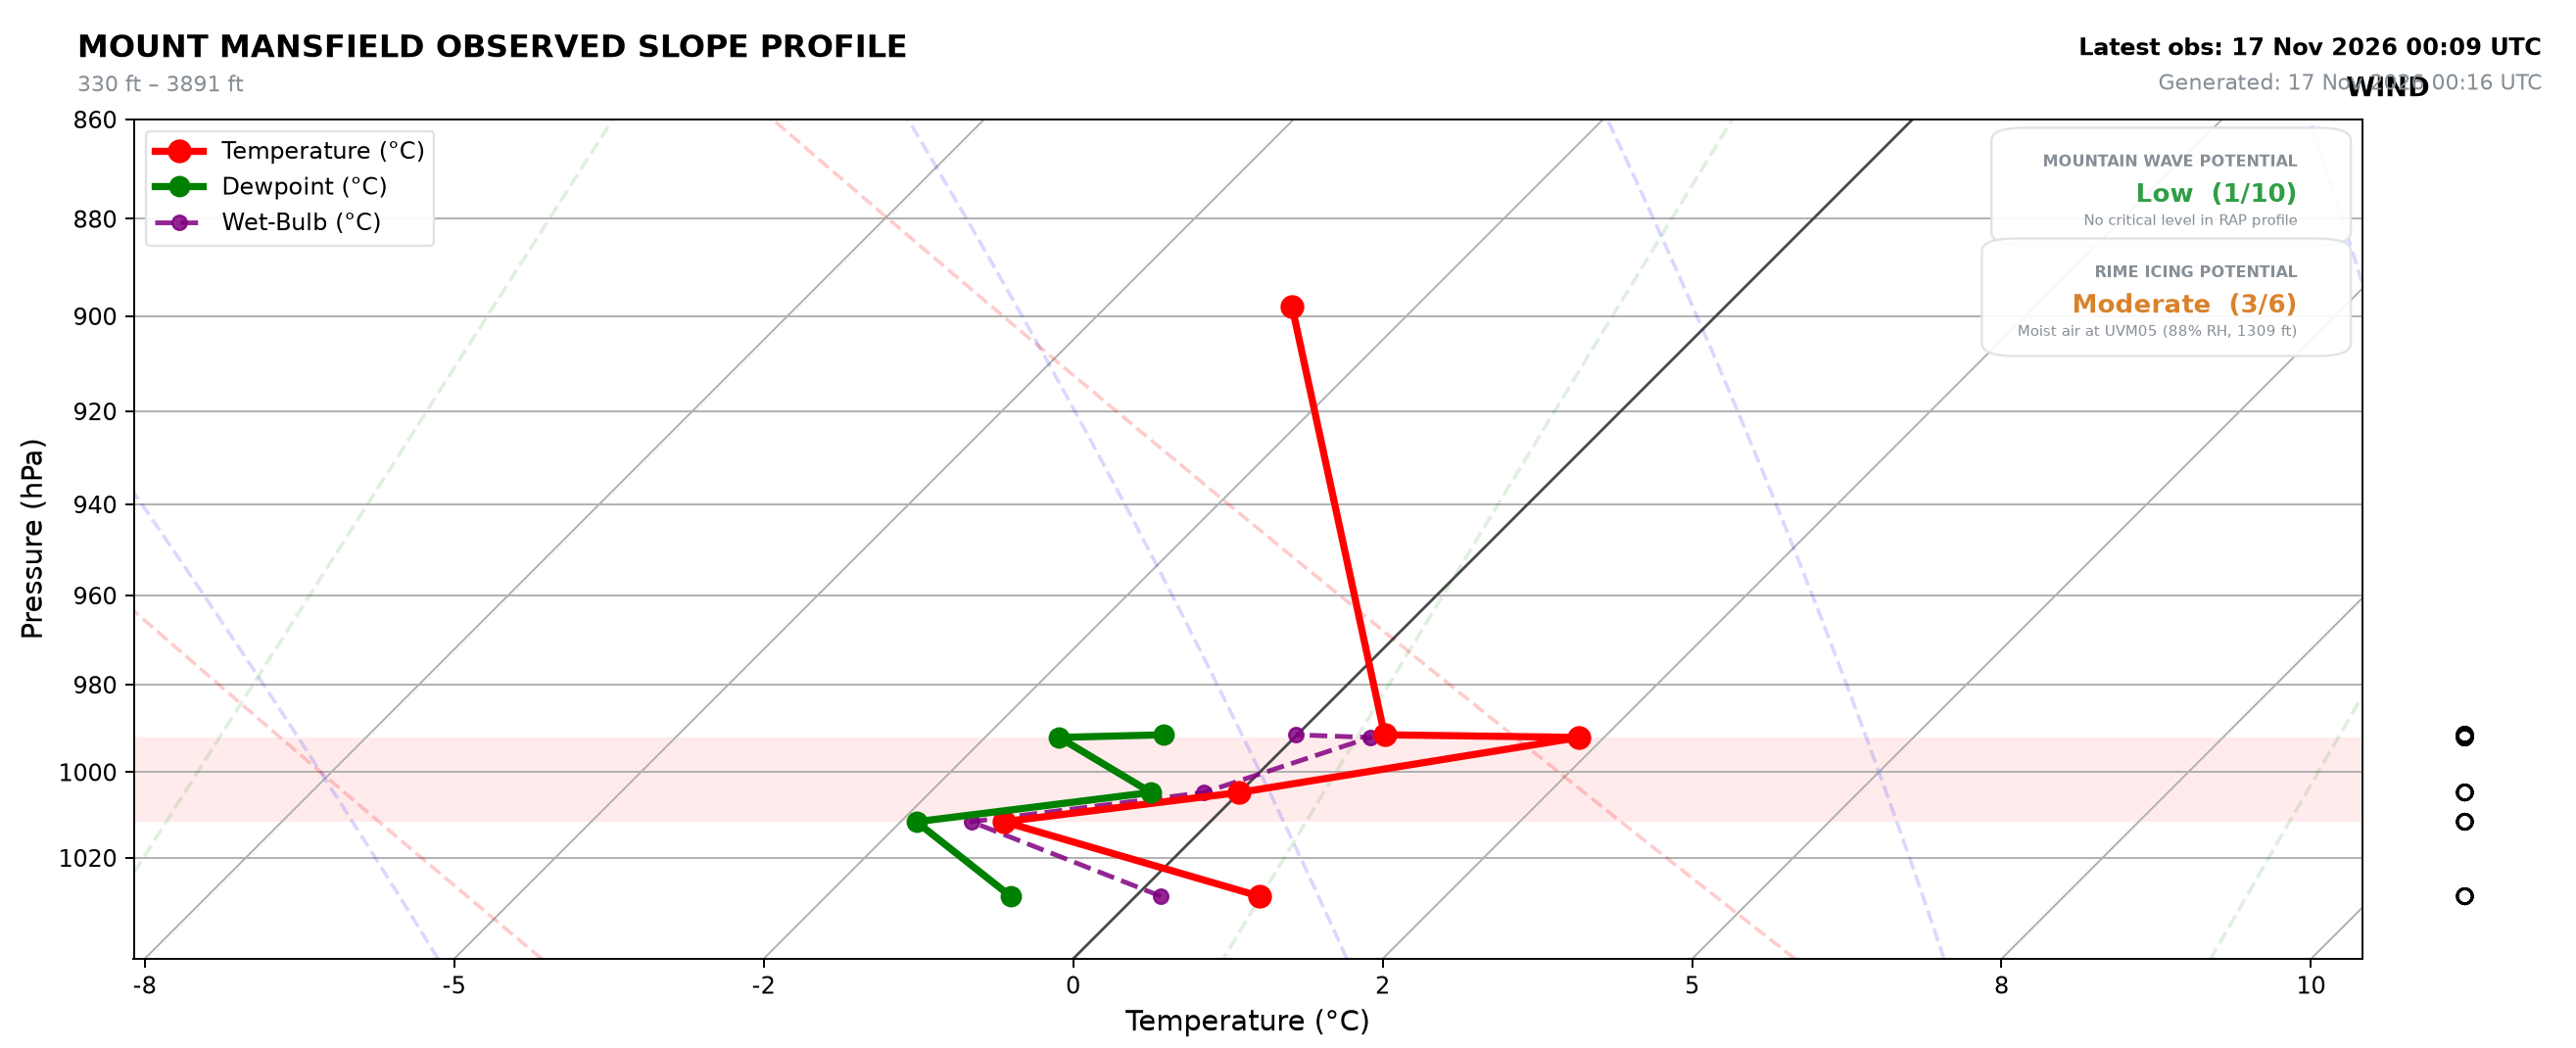 MOUNT MANSFIELD OBSERVED SLOPE PROFILE
330 ft – 3891 ft
Latest obs: 17 Nov 2026 00:09 UTC
Generated: 17 Nov 2026 00:16 UTC
WIND
Temperature (°C)
Dewpoint (°C)
Wet-Bulb (°C)
MOUNTAIN WAVE POTENTIAL
Low (1/10)
No critical level in RAP profile
RIME ICING POTENTIAL
Moderate (3/6)
Moist air at UVM05 (88% RH, 1309 ft)
Pressure (hPa)
860
880
900
920
940
960
980
1000
1020
-8 -5 -2 0 2 5 8 10
Temperature (°C)